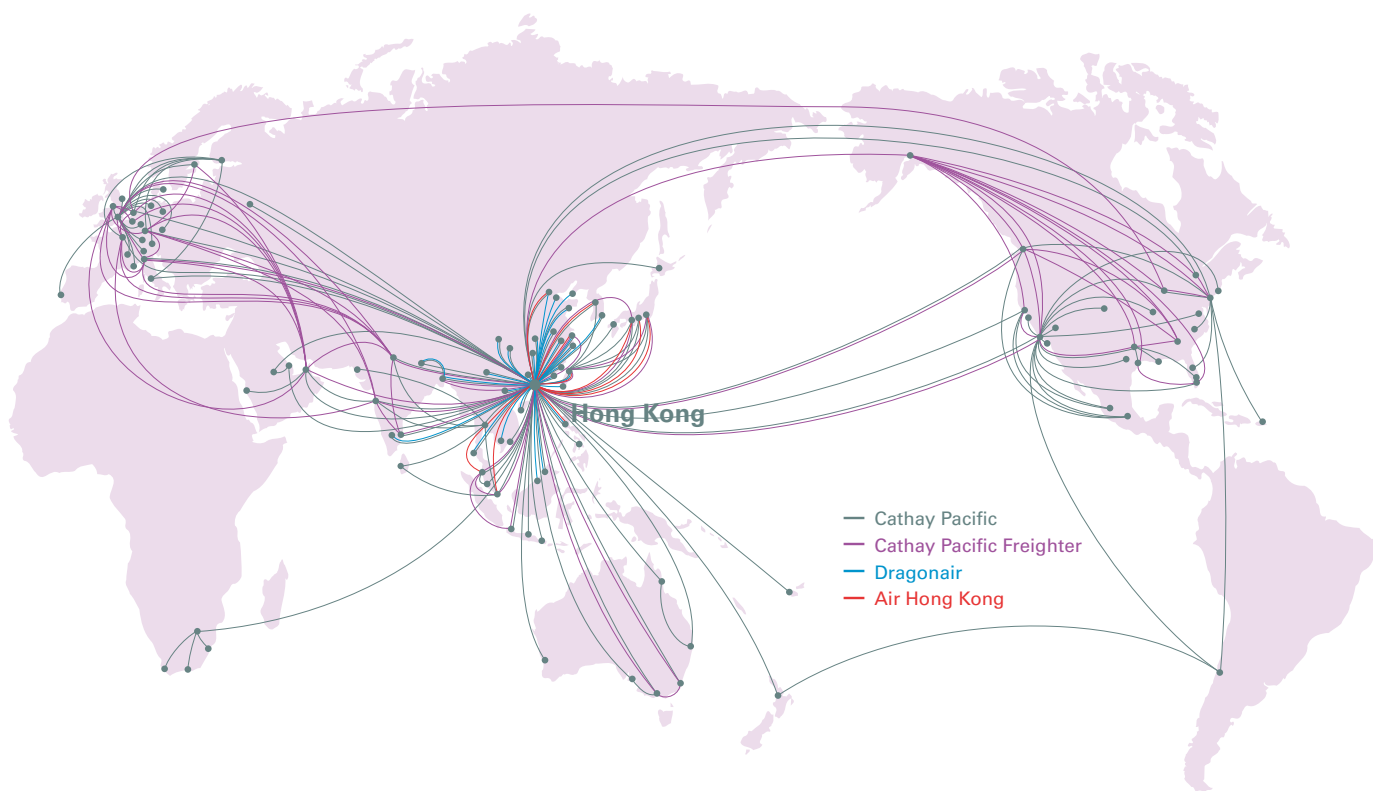 Hong Kong
Cathay Pacific
Cathay Pacific Freighter
Dragonair
Air Hong Kong